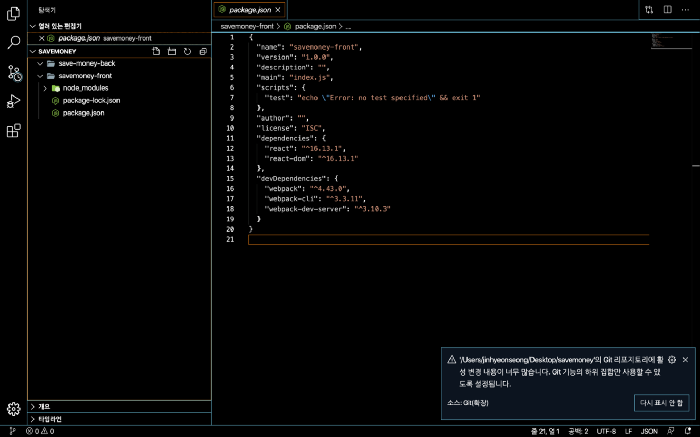 탐색기
열려 있는 편집기
package.json savemoney-front
SAVEMONEY
save-money-back
savemoney-front
node_modules
package-lock.json
package.json
개요
타임라인
package.json
savemoney-front > package.json > ...
1 {
2 "name": "savemoney-front",
3 "version": "1.0.0",
4 "description": "",
5 "main": "index.js",
6 "scripts": {
7 "test": "echo \"Error: no test specified\" && exit 1"
8 },
9 "author": "",
10 "license": "ISC",
11 "dependencies": {
12 "react": "^16.13.1",
13 "react-dom": "^16.13.1"
14 },
15 "devDependencies": {
16 "webpack": "^4.43.0",
17 "webpack-cli": "^3.3.11",
18 "webpack-dev-server": "^3.10.3"
19 }
20 }
21
'/Users/jinhyeonseong/Desktop/savemoney'의 Git 리포지토리에 활
성 변경 내용이 너무 많습니다. Git 기능의 하위 집합만 사용할 수 있
도록 설정됩니다.
소스: Git(확장)
다시 표시 안 함
0 0
줄 21, 열 1 공백: 2 UTF-8 LF JSON